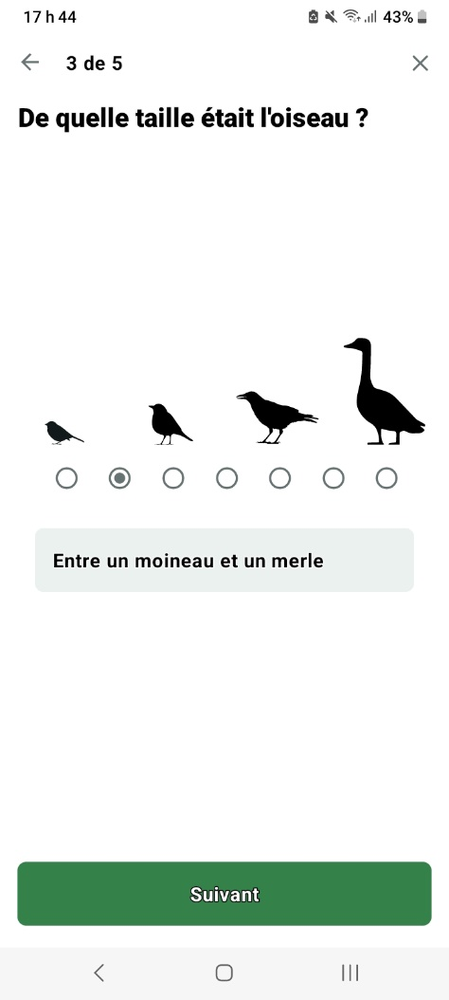 17 h 44
43%
3 de 5
De quelle taille était l'oiseau ?
Entre un moineau et un merle
Suivant